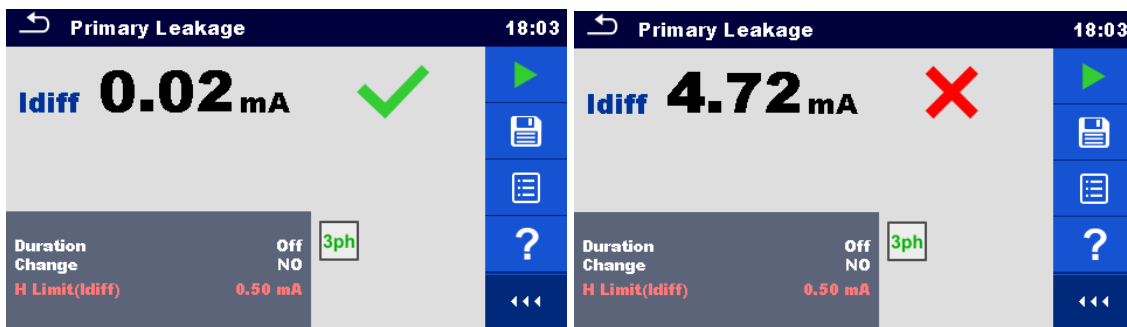 Primary Leakage 18:03
Idiff 0.02 mA
3ph
Duration Off
Change NO
H Limit(Idiff) 0.50 mA
?
Primary Leakage 18:03
Idiff 4.72 mA
3ph
Duration Off
Change NO
H Limit(Idiff) 0.50 mA
?